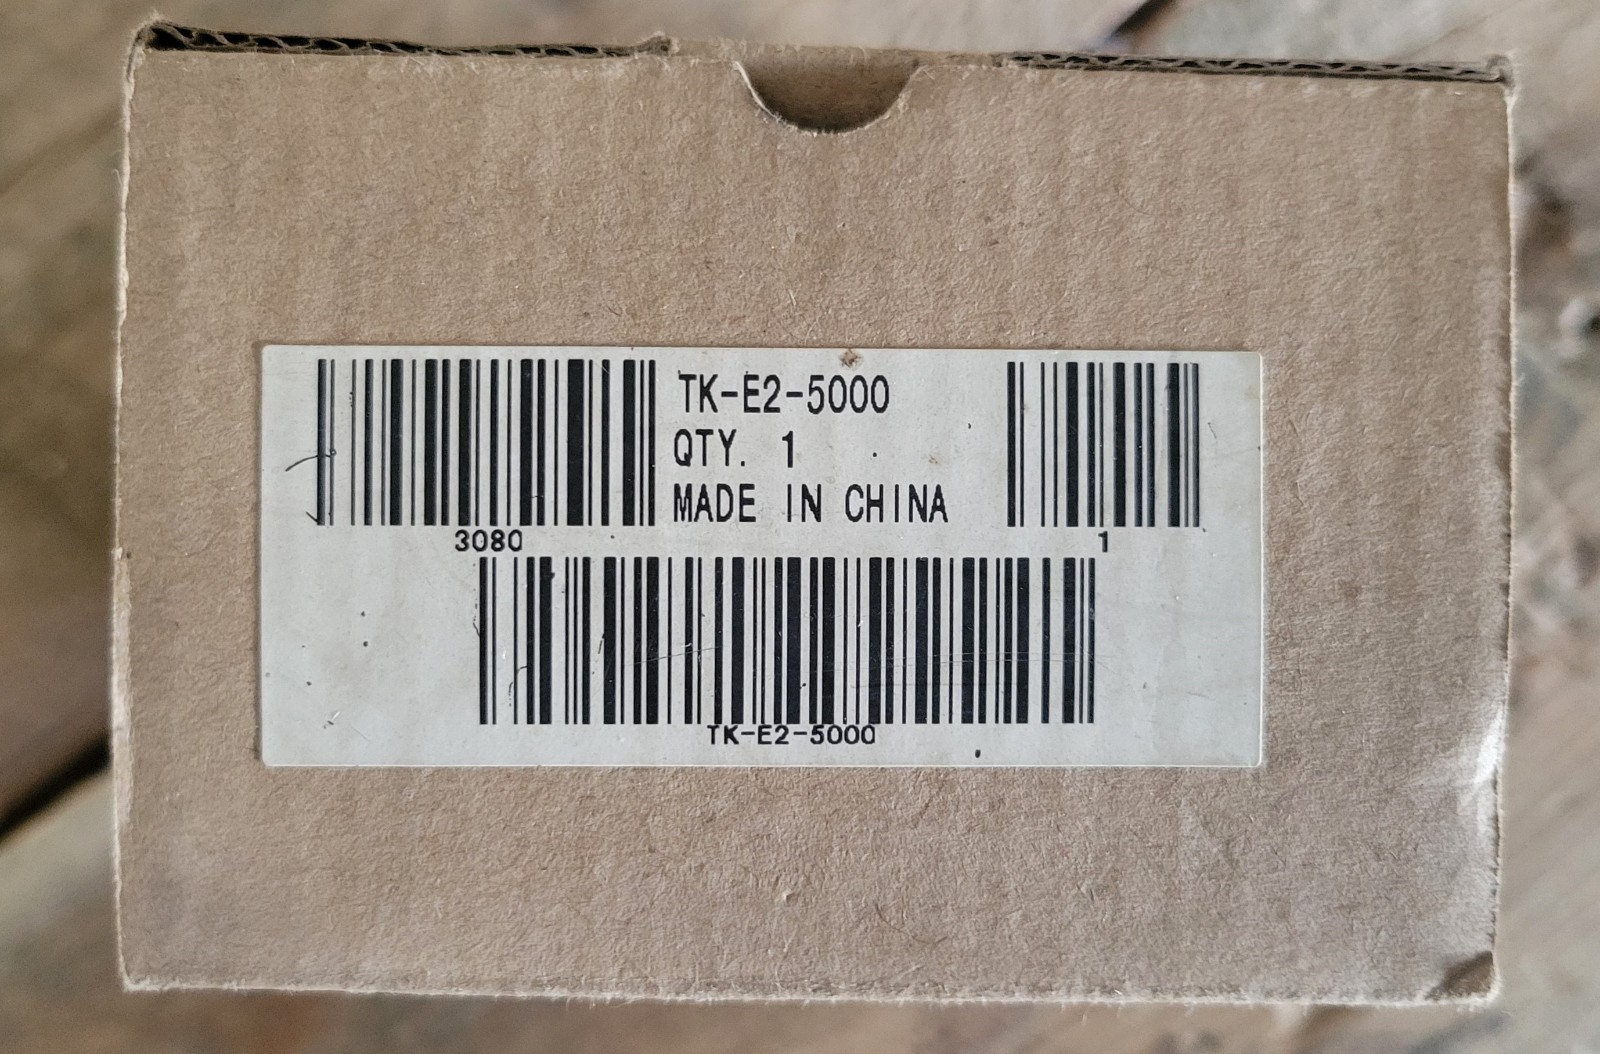 TK-E2-5000
QTY. 1
MADE IN CHINA
3080 1
TK-E2-5000